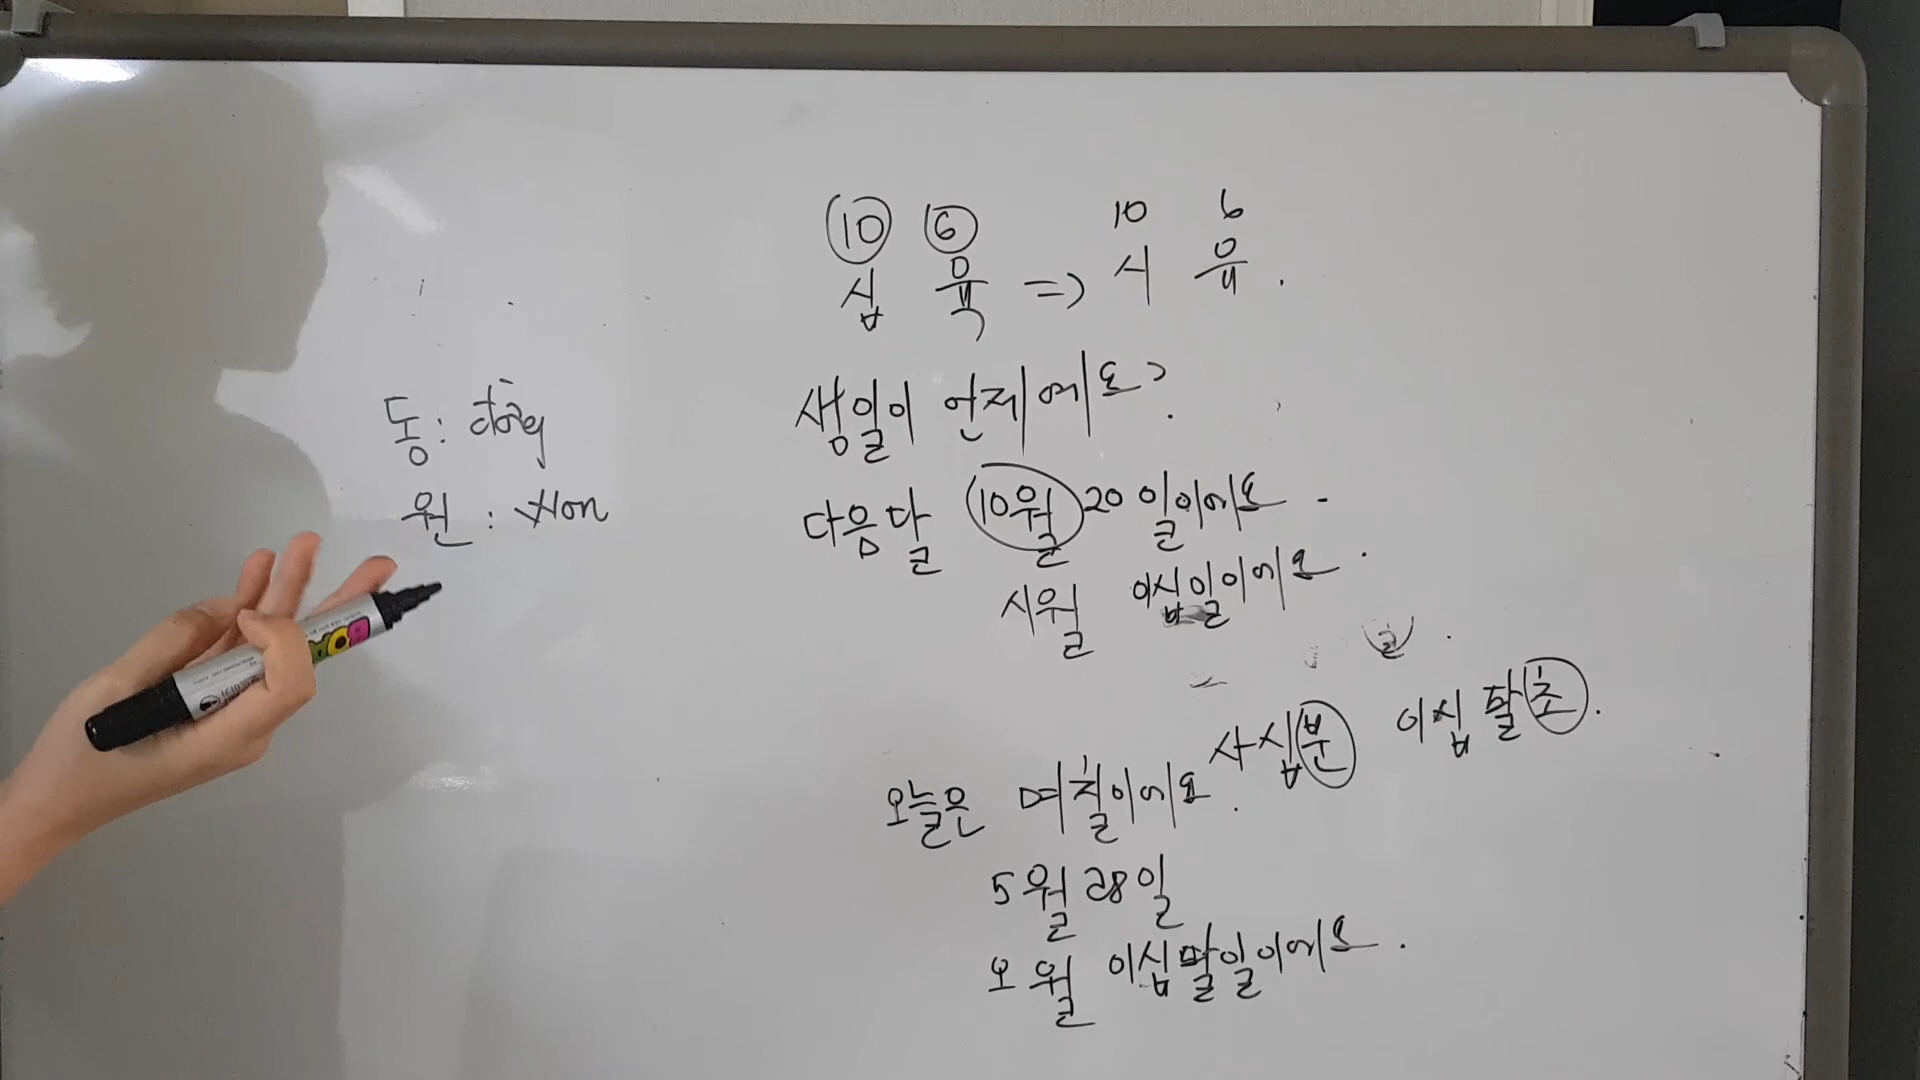 10 6 10 6
십 육 => 시 유.
생일이 언제예요?
다음달 10월 20일이에요.
시월 이십일이에요.
동: đồng
원: won
사십분 이십팔초.
오늘은 며칠이에요.
5월 28일
오월 이십팔일이에요.